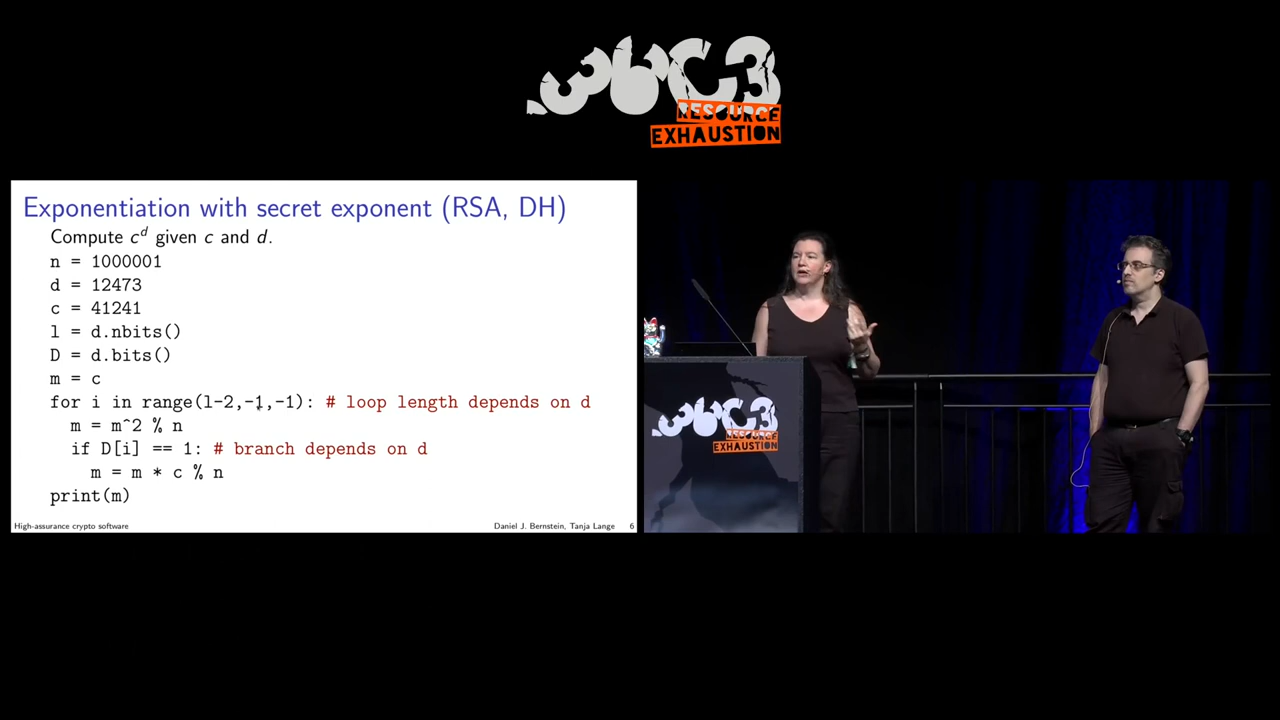 36C3
RESOURCE
EXHAUSTION
Exponentiation with secret exponent (RSA, DH)
Compute c^d given c and d.
n = 1000001
d = 12473
c = 41241
l = d.nbits()
D = d.bits()
m = c
for i in range(l-2,-1,-1): # loop length depends on d
m = m^2 % n
if D[i] == 1: # branch depends on d
m = m * c % n
print(m)
High-assurance crypto software
Daniel J. Bernstein, Tanja Lange 6
36C3
RESOURCE
EXHAUSTION